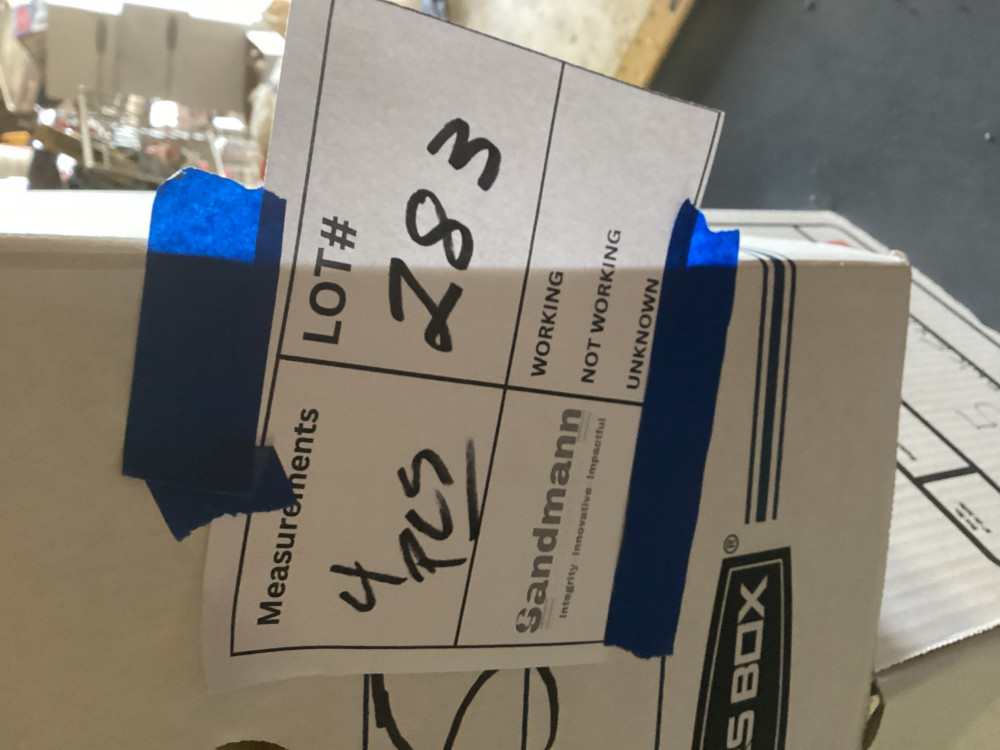 Measurements
4 PCS
LOT#
283
Sandmann
Integrity Innovative Impactful
WORKING
NOT WORKING
UNKNOWN
S BOX®